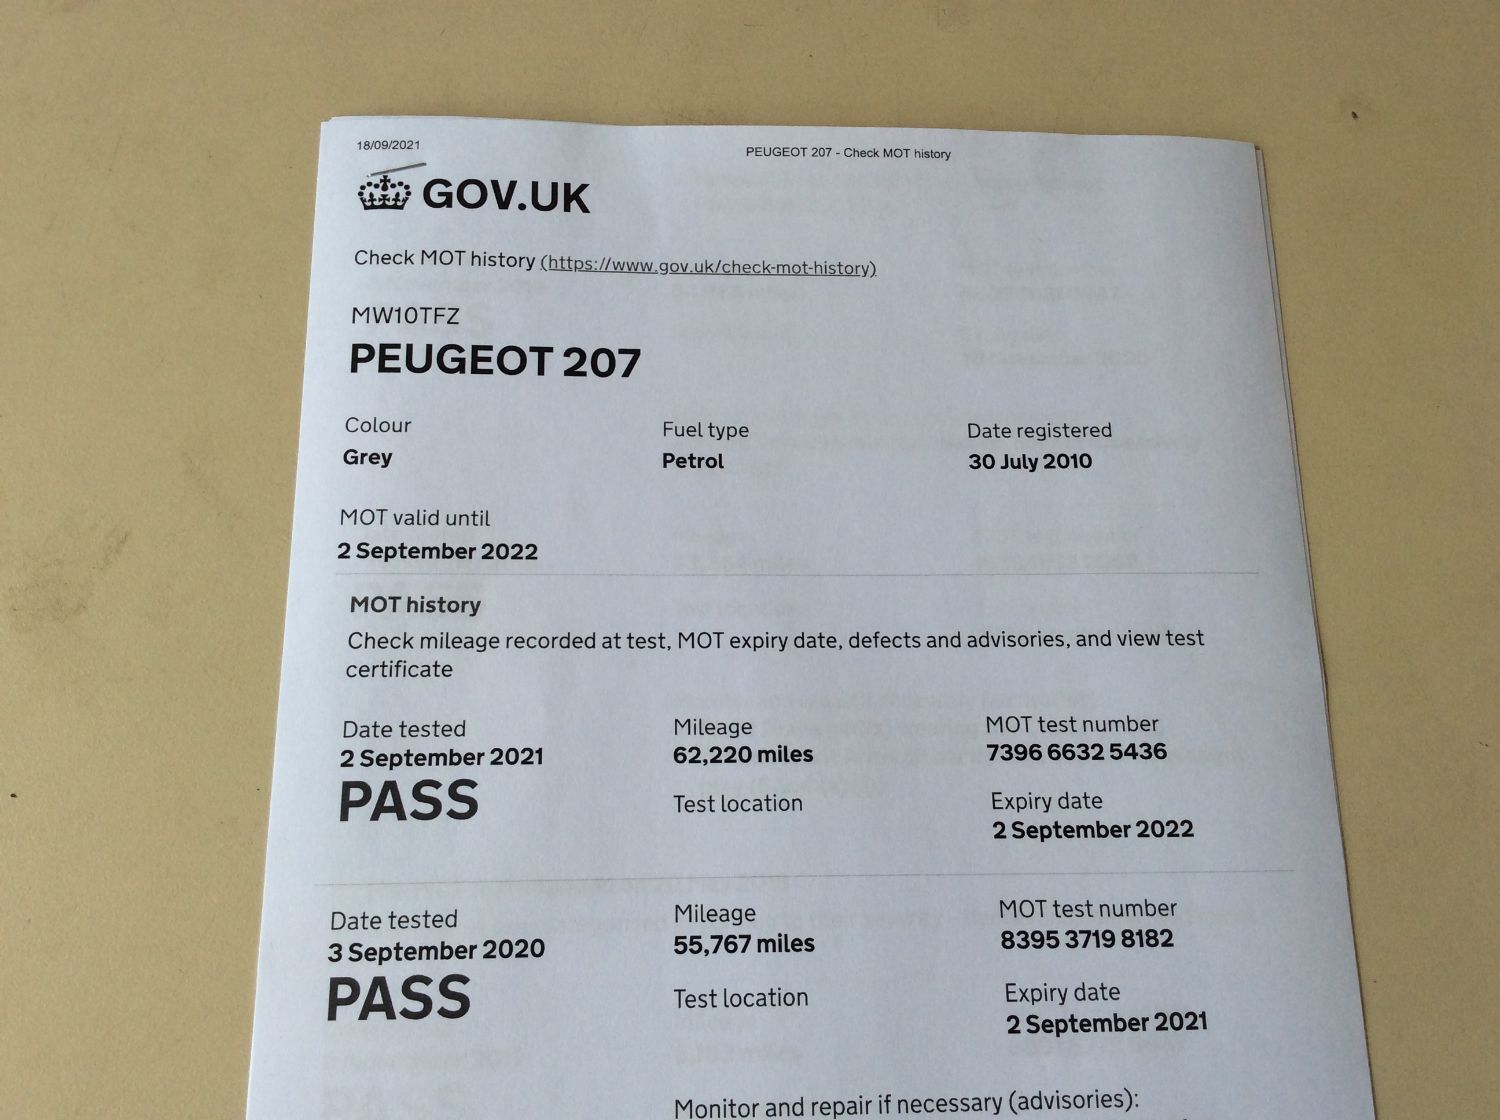 18/09/2021
PEUGEOT 207 - Check MOT history
GOV.UK
Check MOT history (https://www.gov.uk/check-mot-history)
MW10TFZ
PEUGEOT 207
Colour Fuel type Date registered
Grey Petrol 30 July 2010
MOT valid until
2 September 2022
MOT history
Check mileage recorded at test, MOT expiry date, defects and advisories, and view test
certificate
Date tested Mileage MOT test number
2 September 2021 62,220 miles 7396 6632 5436
PASS
Test location Expiry date
2 September 2022
Date tested Mileage MOT test number
3 September 2020 55,767 miles 8395 3719 8182
PASS
Test location Expiry date
2 September 2021
Monitor and repair if necessary (advisories):